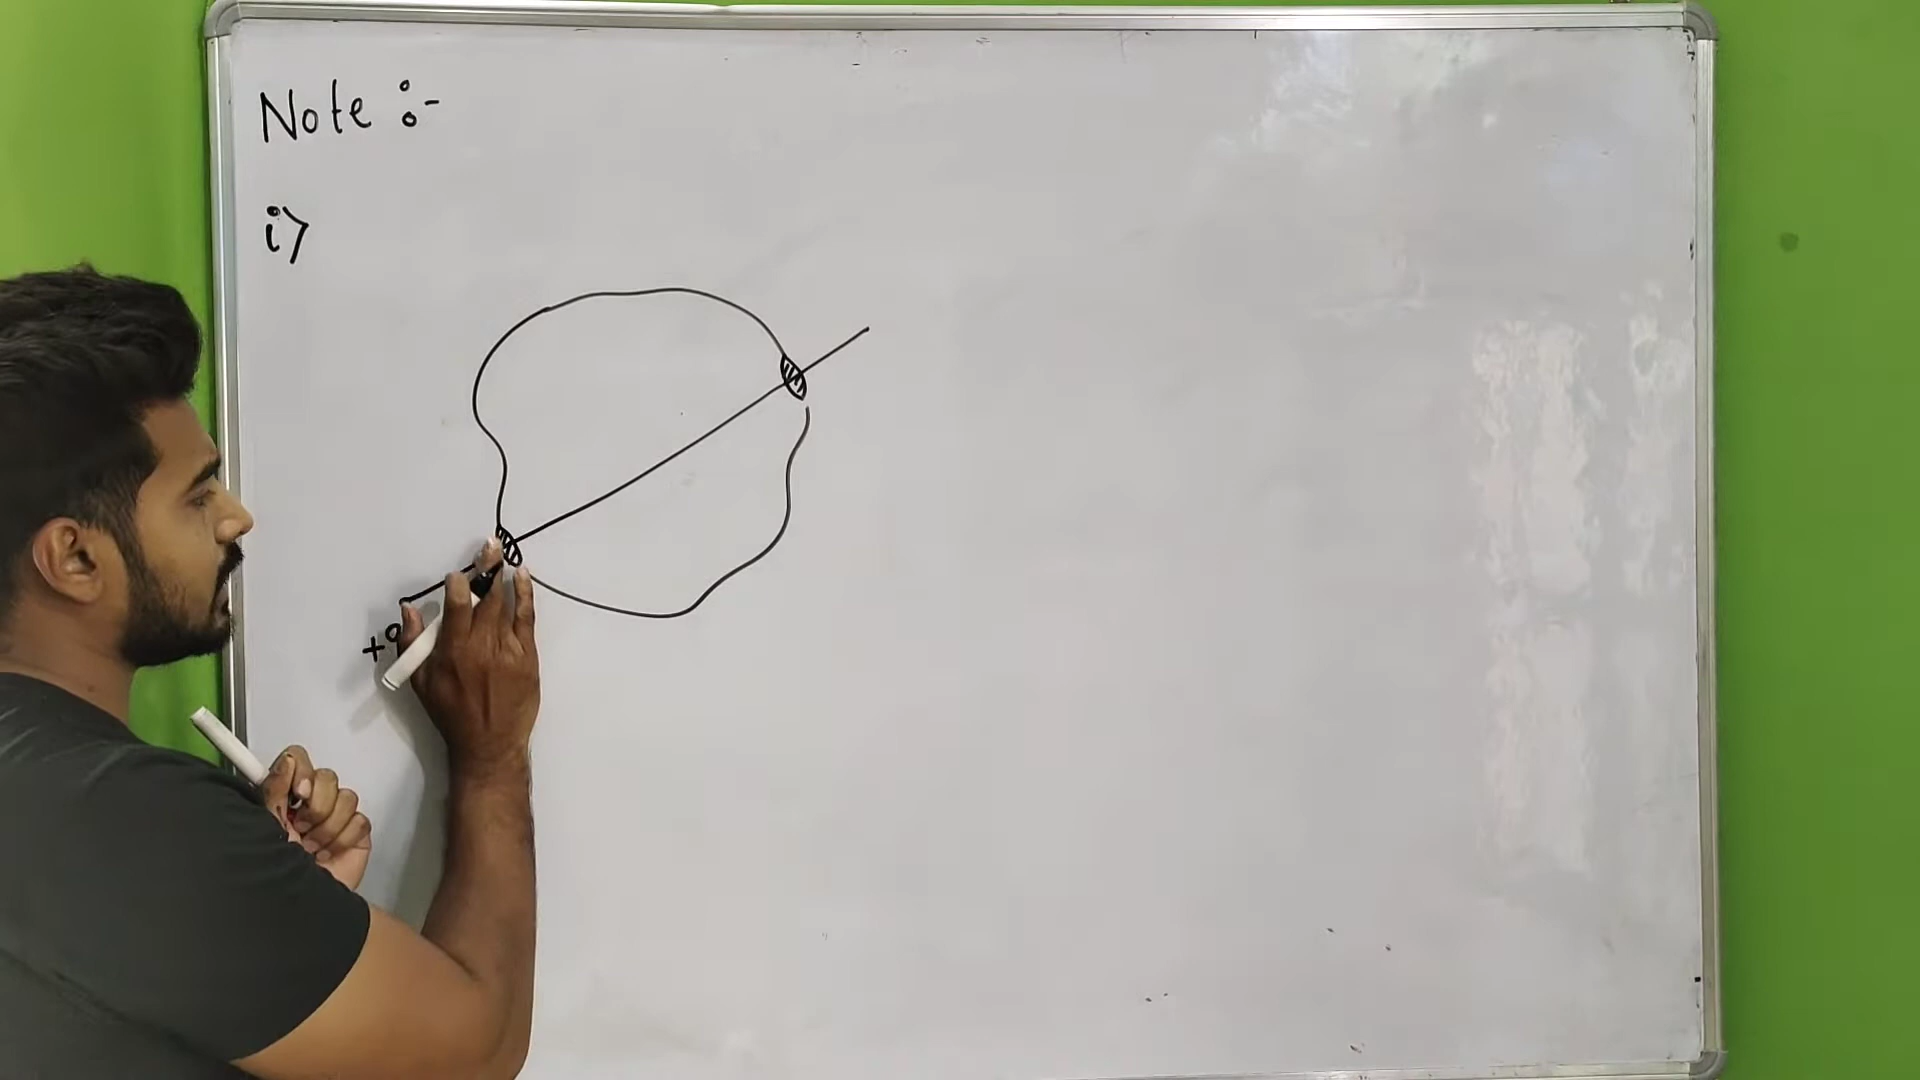 Note :-
i>
+q